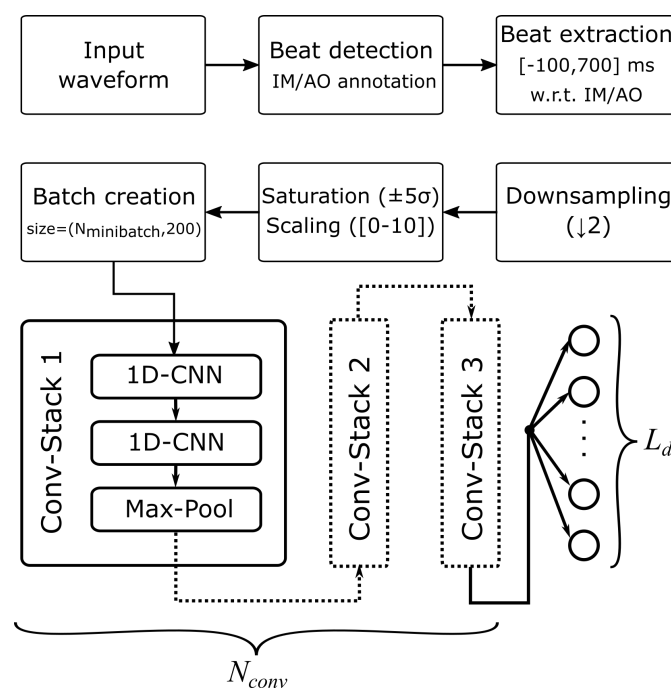 Input
waveform
Beat detection
IM/AO annotation
Beat extraction
[-100,700] ms
w.r.t. IM/AO
Batch creation
size=(Nminibatch,200)
Saturation (±5σ)
Scaling ([0-10])
Downsampling
(↓2)
Conv-Stack 1
1D-CNN
1D-CNN
Max-Pool
Conv-Stack 2
Conv-Stack 3
. . .
Ld
Nconv